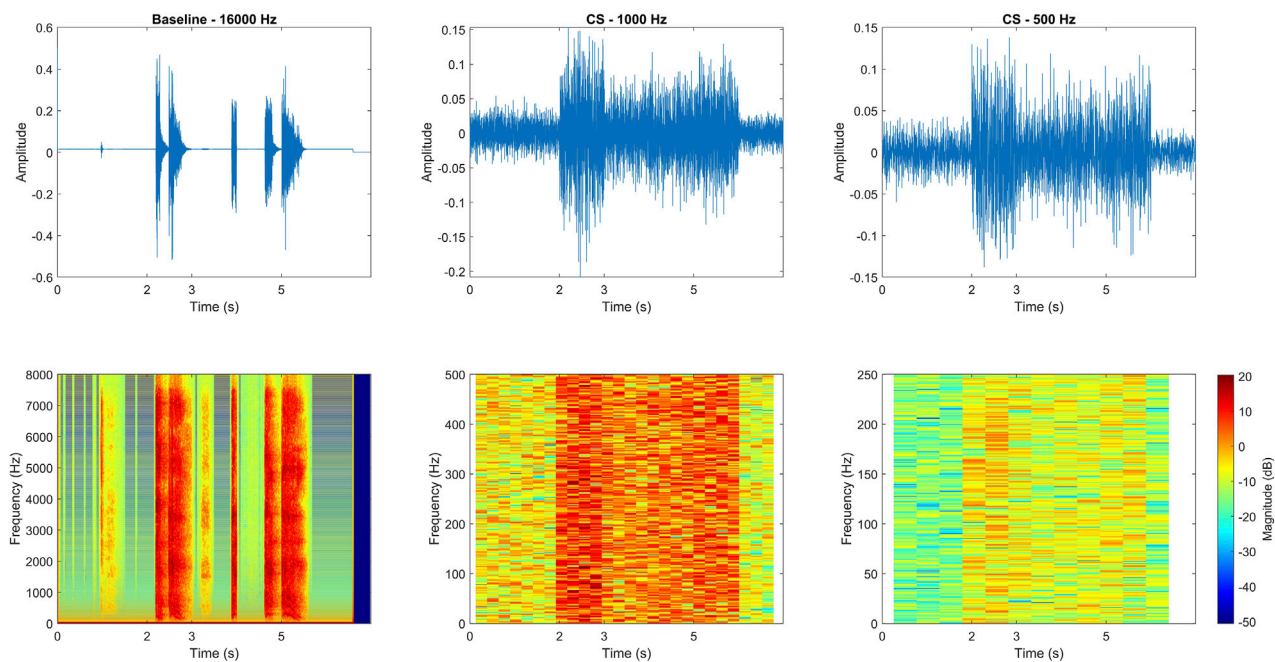 Baseline - 16000 Hz
0.6
0.4
0.2
0
-0.2
-0.4
-0.6
Amplitude
0 2 3 5
Time (s)
CS - 1000 Hz
0.15
0.1
0.05
0
-0.05
-0.1
-0.15
-0.2
Amplitude
0 2 3 5
Time (s)
CS - 500 Hz
0.15
0.1
0.05
0
-0.05
-0.1
-0.15
Amplitude
0 2 3 5
Time (s)
8000
7000
6000
5000
4000
3000
2000
1000
0
Frequency (Hz)
0 2 3 5
Time (s)
500
400
300
200
100
0
Frequency (Hz)
0 2 3 5
Time (s)
250
200
150
100
50
0
Frequency (Hz)
0 2 3 5
Time (s)
20
10
0
-10
-20
-30
-40
-50
Magnitude (dB)